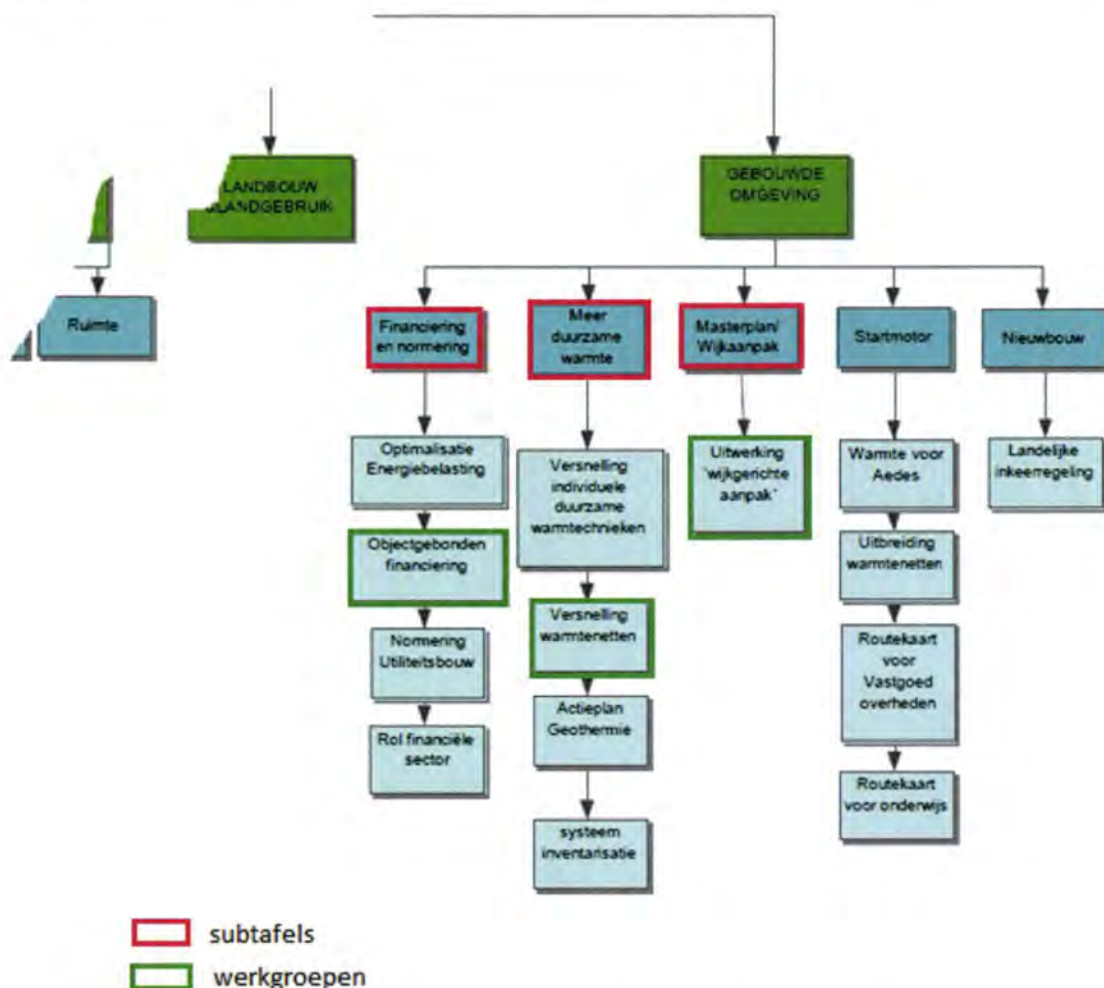 LANDBOUW
LANDGEBRUIK
GEBOUWDE
OMGEVING
Ruimte
Financiering
en normering
Meer
duurzame
warmte
Masterplan/
Wijkaanpak
Startmotor
Nieuwbouw
Optimalisatie
Energiebelasting
Objectgebonden
financiering
Normering
Utiliteitsbouw
Rol financiële
sector
Versnelling
individuele
duurzame
warmtechnieken
Versnelling
warmtenetten
Actieplan
Geothermie
systeem
inventarisatie
Uitwerking
'wijkgerichte
aanpak'
Warmte voor
Aedes
Uitbreiding
warmtenetten
Routekaart
voor
Vastgoed
overheden
Routekaart
voor onderwijs
Landelijke
inkeerregeling
subtafels
werkgroepen